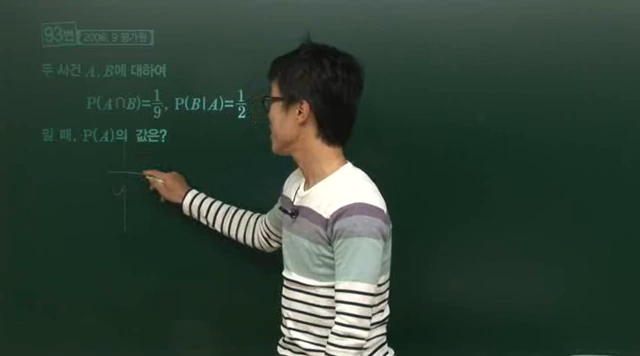 93번 2006. 9 평가원
두 사건 A, B에 대하여
P(A∩B)=1/9, P(B|A)=1/2
일 때, P(A)의 값은?